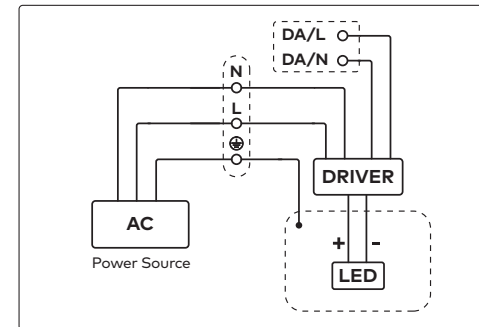 DA/L
DA/N
N
L
DRIVER
AC
Power Source
+ -
LED